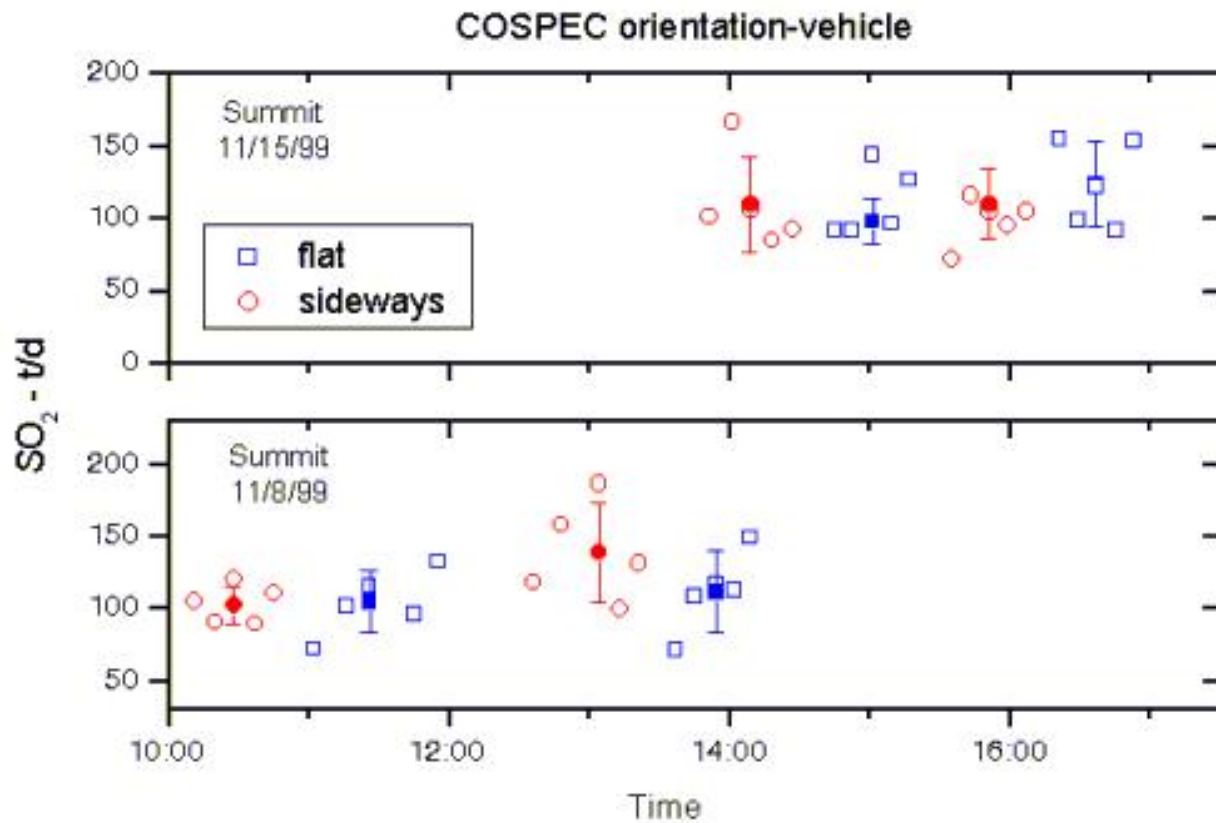 COSPEC orientation-vehicle
200
Summit
11/15/99
150
100
flat
50
sideways
0
SO₂ - t/d
Summit
200
11/8/99
150
100
50
10:00 12:00 14:00 16:00
Time